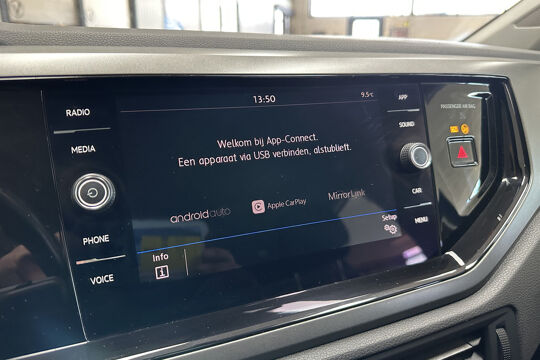 13:50
9.5°C
RADIO
MEDIA
PHONE
VOICE
Welkom bij App-Connect.
Een apparaat via USB verbinden, alstublieft.
androidauto
Apple CarPlay
MirrorLink
Info
Setup
APP
SOUND
CAR
MENU
PASSENGER AIR BAG